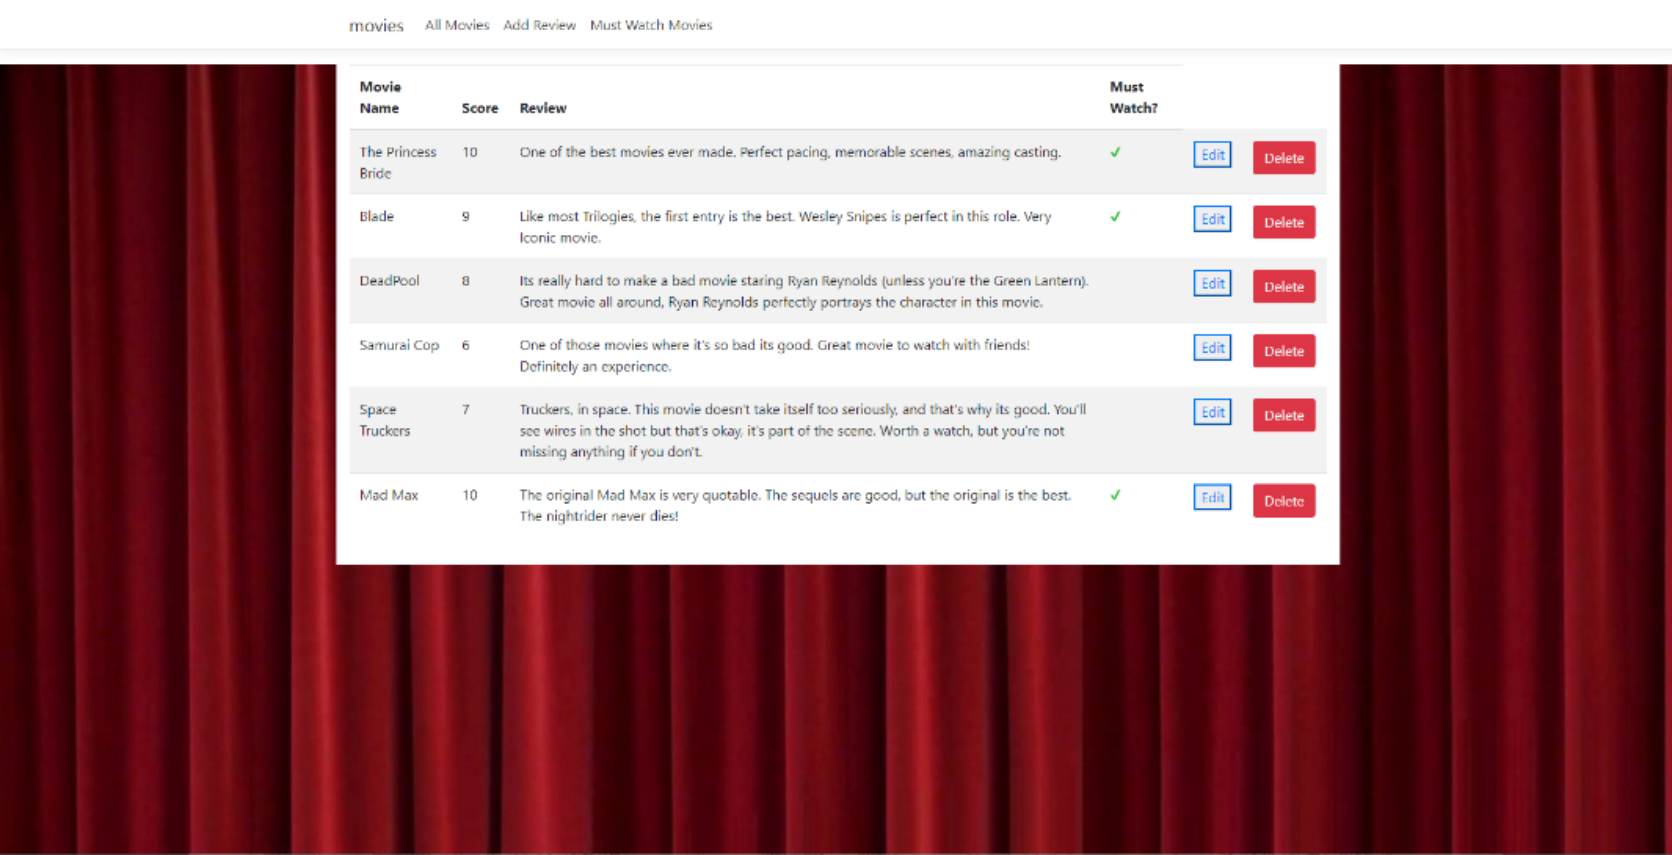 movies All Movies Add Review Must Watch Movies
Movie Must
Name Score Review Watch?
The Princess 10 One of the best movies ever made. Perfect pacing, memorable scenes, amazing casting. ✓ Edit Delete
Bride
Blade 9 Like most Trilogies, the first entry is the best. Wesley Snipes is perfect in this role. Very ✓ Edit Delete
Iconic movie.
DeadPool 8 Its really hard to make a bad movie staring Ryan Reynolds (unless you're the Green Lantern). Edit Delete
Great movie all around, Ryan Reynolds perfectly portrays the character in this movie.
Samurai Cop 6 One of those movies where it's so bad its good. Great movie to watch with friends! Edit Delete
Definitely an experience.
Space 7 Truckers, in space. This movie doesn't take itself too seriously, and that's why its good. You'll Edit Delete
Truckers see wires in the shot but that's okay, it's part of the scene. Worth a watch, but you're not
missing anything if you don't.
Mad Max 10 The original Mad Max is very quotable. The sequels are good, but the original is the best. ✓ Edit Delete
The nightrider never dies!